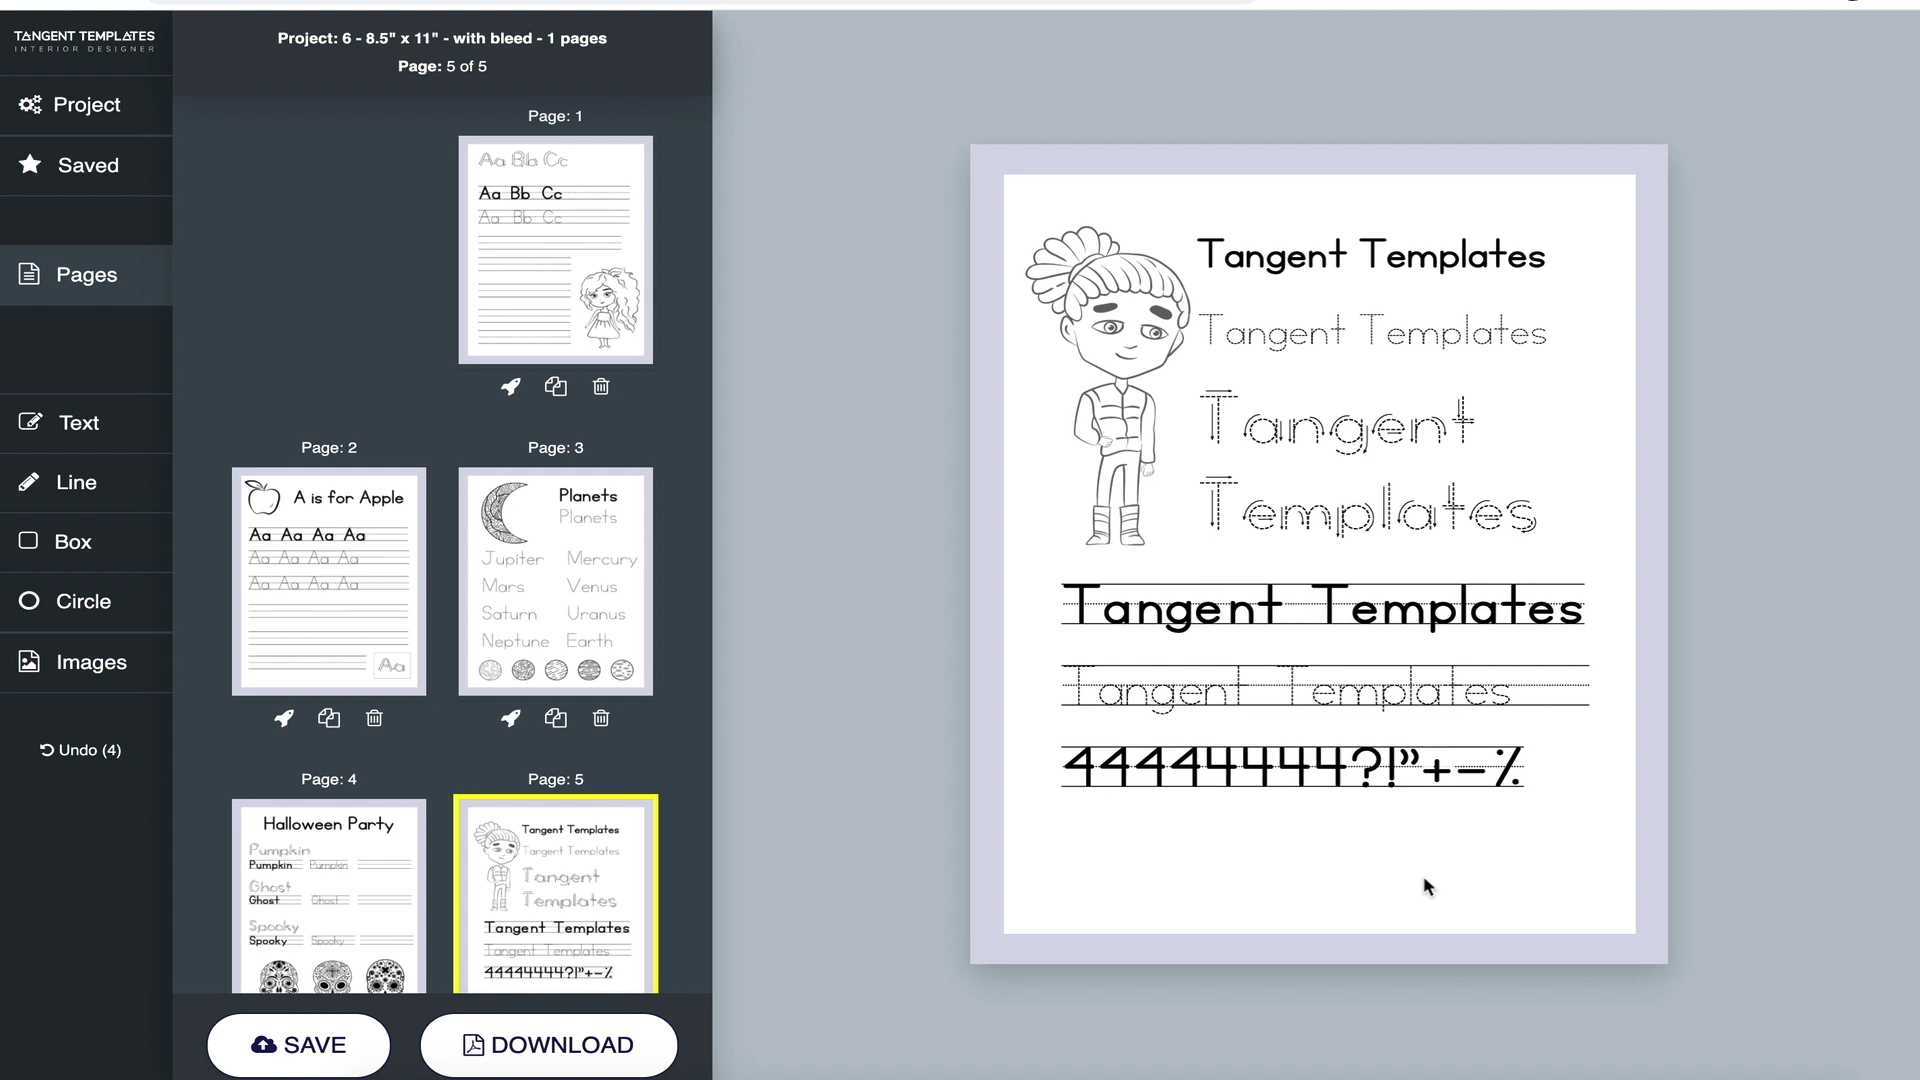 TANGENT TEMPLATES
INTERIOR DESIGNER
Project
Saved
Pages
Text
Line
Box
Circle
Images
Undo (4)
Project: 6 - 8.5" x 11" - with bleed - 1 pages
Page: 5 of 5
Page: 1
Aa Bb Cc
Aa Bb Cc
Aa Bb Cc
Page: 2
A is for Apple
Aa Aa Aa Aa
Aa Aa Aa Aa
Aa Aa Aa Aa
Aa
Page: 3
Planets
Planets
Jupiter Mercury
Mars Venus
Saturn Uranus
Neptune Earth
Page: 4
Halloween Party
Pumpkin
Pumpkin Pumpkin
Ghost
Ghost Ghost
Spooky
Spooky Spooky
Page: 5
Tangent Templates
Tangent Templates
Tangent
Templates
Tangent Templates
Tangent Templates
44444444?!”+-%
SAVE
DOWNLOAD
Tangent Templates
Tangent Templates
Tangent
Templates
Tangent Templates
Tangent Templates
44444444?!”+-%